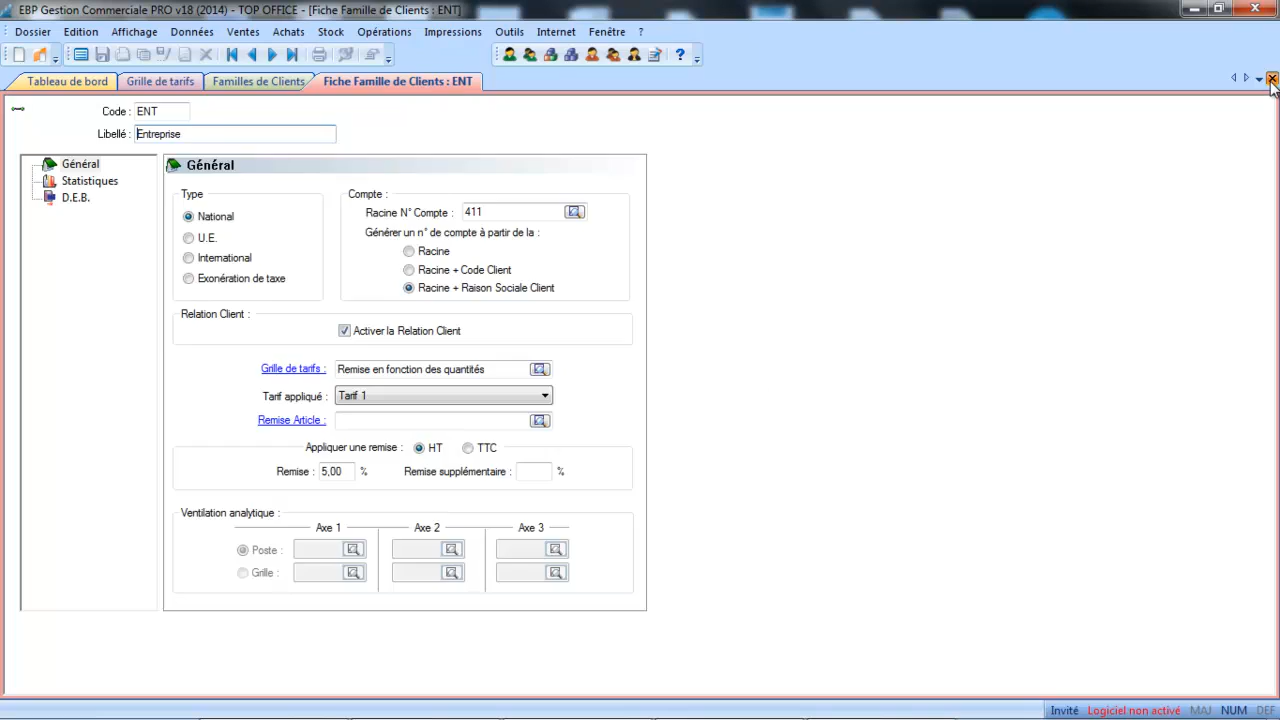 EBP Gestion Commerciale PRO v18 (2014) - TOP OFFICE - [Fiche Famille de Clients : ENT]
Dossier Edition Affichage Données Ventes Achats Stock Opérations Impressions Outils Internet Fenêtre ?
Tableau de bord Grille de tarifs Familles de Clients Fiche Famille de Clients : ENT
Code : ENT
Libellé : Entreprise
Général
Statistiques
D.E.B.
Général
Type
National
U.E.
International
Exonération de taxe
Compte :
Racine N° Compte : 411
Générer un n° de compte à partir de la :
Racine
Racine + Code Client
Racine + Raison Sociale Client
Relation Client :
Activer la Relation Client
Grille de tarifs : Remise en fonction des quantités
Tarif appliqué : Tarif 1
Remise Article :
Appliquer une remise : HT TTC
Remise : 5,00 % Remise supplémentaire : %
Ventilation analytique :
Axe 1 Axe 2 Axe 3
Poste :
Grille :
Invité Logiciel non activé MAJ NUM DEF